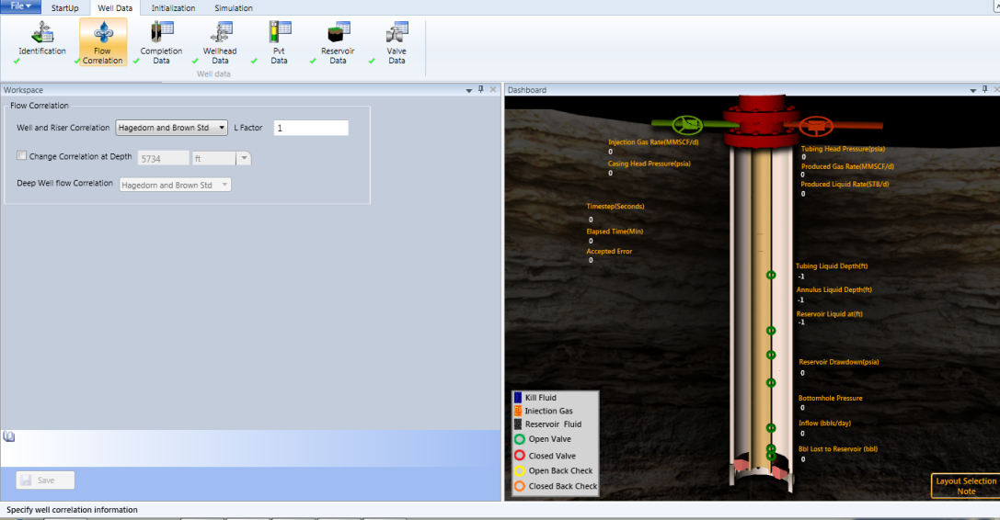 File
StartUp
Well Data
Initialization
Simulation
Identification
Flow
Correlation
Completion
Data
Wellhead
Data
Pvt
Data
Reservoir
Data
Valve
Data
Well data
Workspace
Flow Correlation
Well and Riser Correlation
Hagedorn and Brown Std
L Factor
1
Change Correlation at Depth
5734
ft
Deep Well flow Correlation
Hagedorn and Brown Std
Save
Dashboard
Injection Gas Rate(MMSCF/d)
0
Casing Head Pressure(psia)
0
Timestep(Seconds)
0
Elapsed Time(Min)
0
Accepted Error
0
Tubing Head Pressure(psia)
0
Produced Gas Rate(MMSCF/d)
0
Produced Liquid Rate(STB/d)
0
Tubing Liquid Depth(ft)
-1
Annulus Liquid Depth(ft)
-1
Reservoir Liquid at(ft)
-1
Reservoir Drawdown(psia)
0
Bottomhole Pressure
0
Inflow (bbls/day)
0
Bbl Lost to Reservoir (bbl)
0
Kill Fluid
Injection Gas
Reservoir Fluid
Open Valve
Closed Valve
Open Back Check
Closed Back Check
Layout Selection
Note
Specify well correlation information